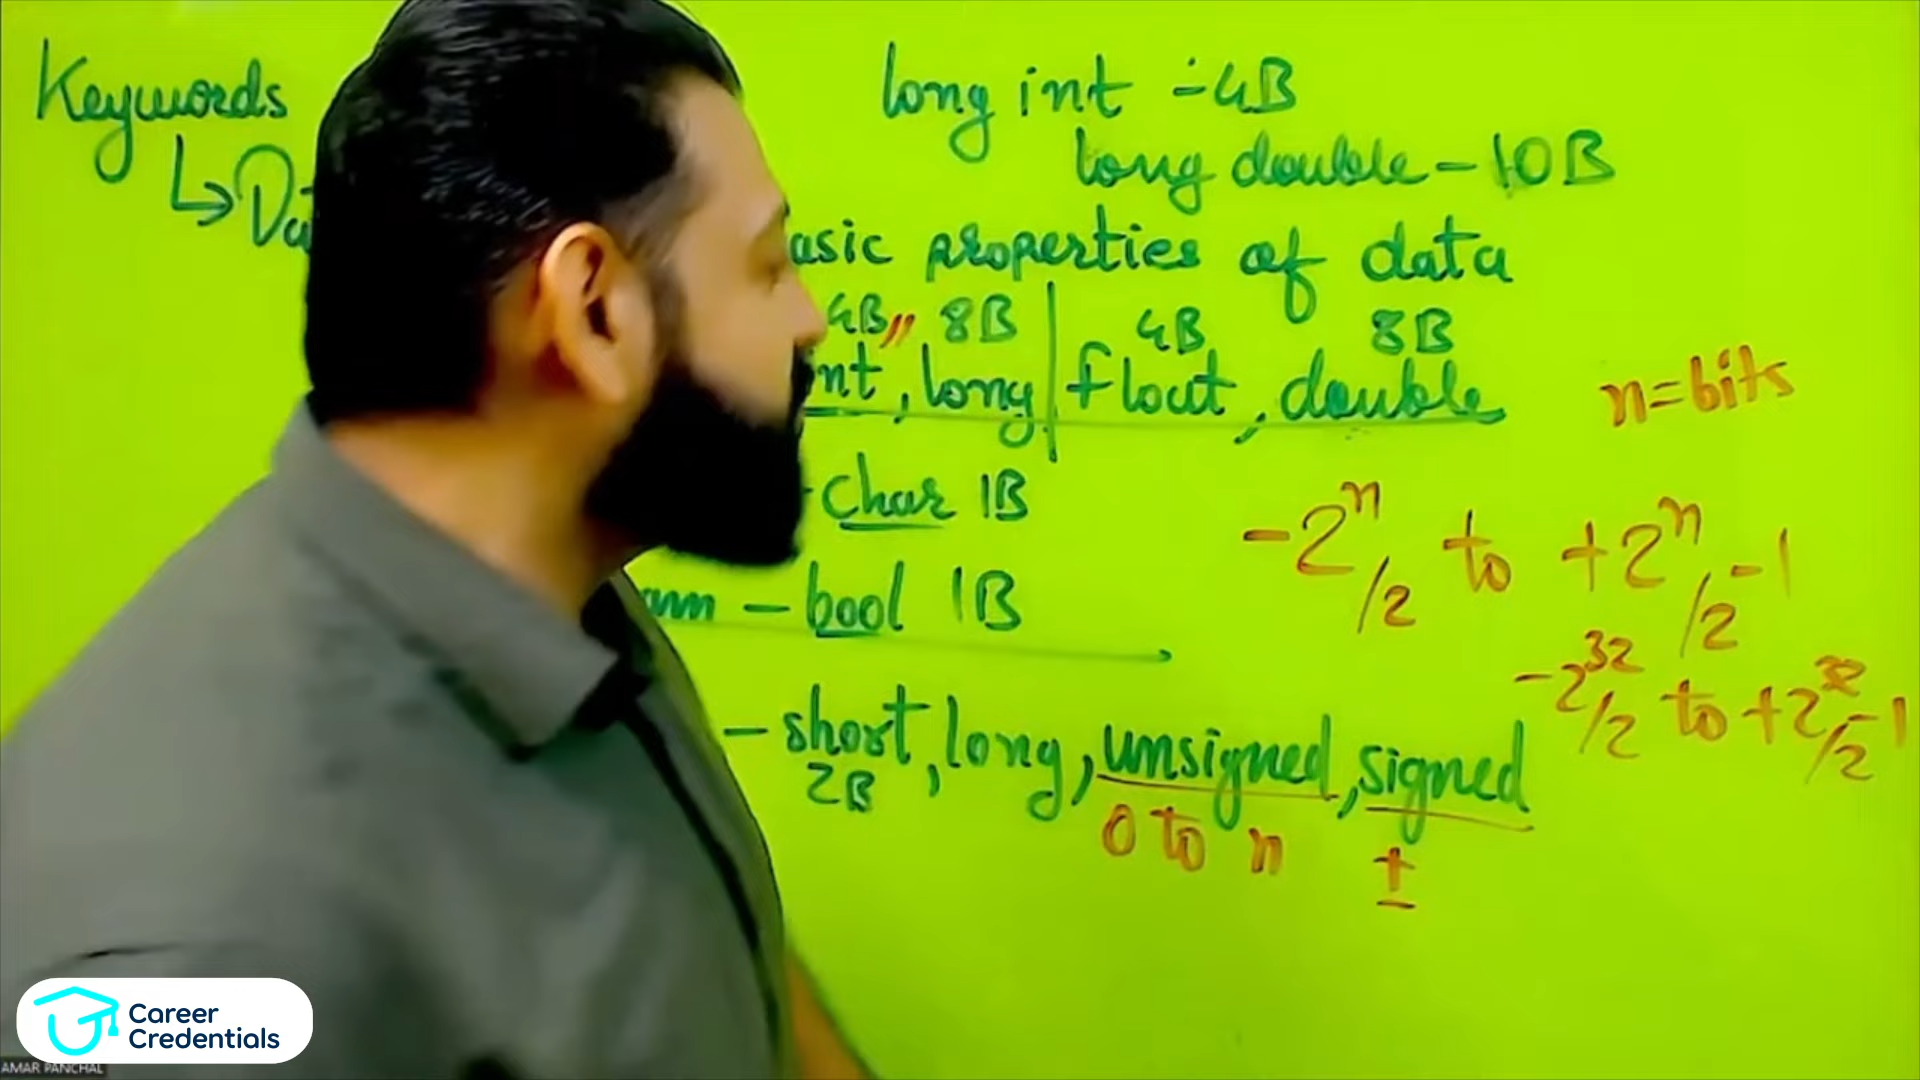 Keywords
long int - 4B
long double - 10B
↳ Da
asic properties of data
4B,, 8B | 4B 8B
nt, long | float, double
n=bits
- char 1B
-2^n/2 to +2^n/2 -1
am - bool 1B
-2^32/2 to +2^32/2 -1
- short, long, unsigned, signed
2B
0 to n ±
Career
Credentials
AMAR PANCHAL